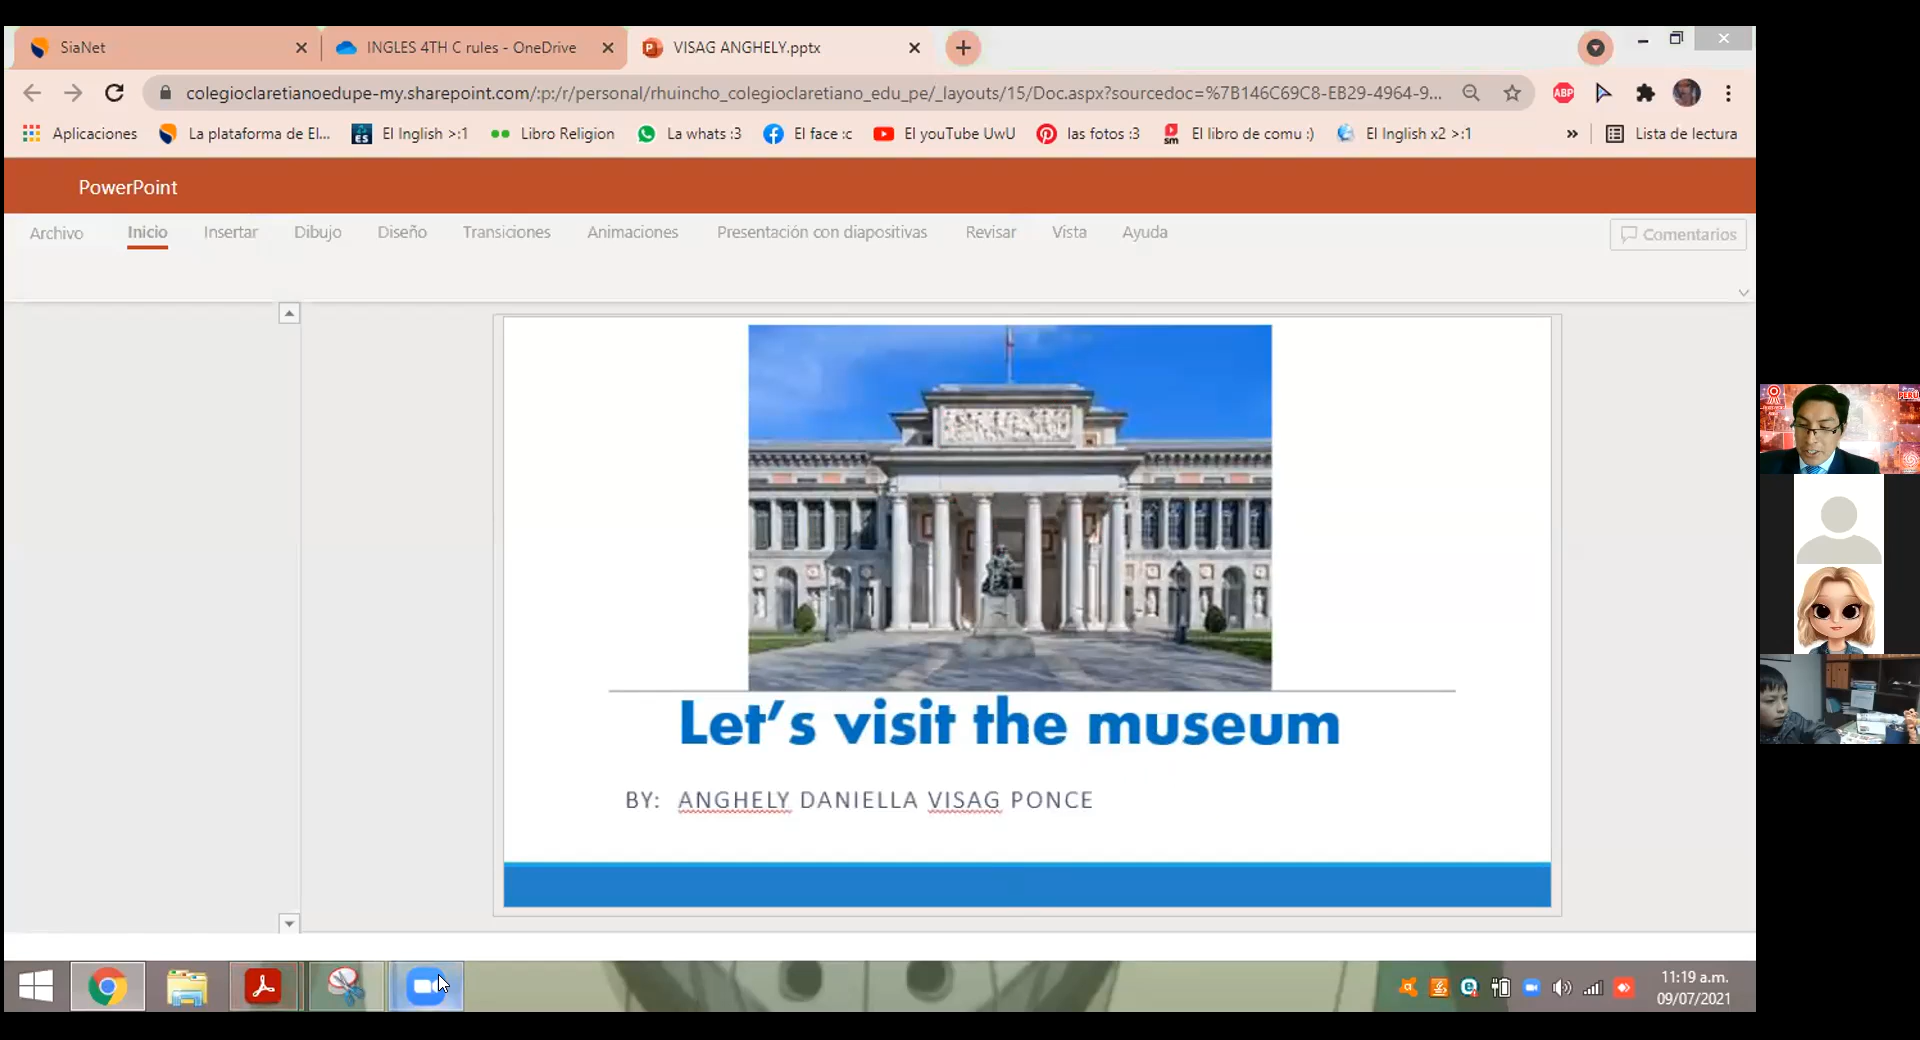 SiaNet
INGLES 4TH C rules - OneDrive
VISAG ANGHELY.pptx
colegioclaretianoedupe-my.sharepoint.com/:p:/r/personal/rhuincho_colegioclaretiano_edu_pe/_layouts/15/Doc.aspx?sourcedoc=%7B146C69C8-EB29-4964-9...
ABP
Aplicaciones
La plataforma de El...
ES
El Inglish >:1
Libro Religion
La whats :3
El face :c
El youTube UwU
las fotos :3
sm
El libro de comu :)
El Inglish x2 >:1
»
Lista de lectura
PowerPoint
Archivo
Inicio
Insertar
Dibujo
Diseño
Transiciones
Animaciones
Presentación con diapositivas
Revisar
Vista
Ayuda
Comentarios
PERU
Let's visit the museum
BY: ANGHELY DANIELLA VISAG PONCE
11:19 a.m.
09/07/2021